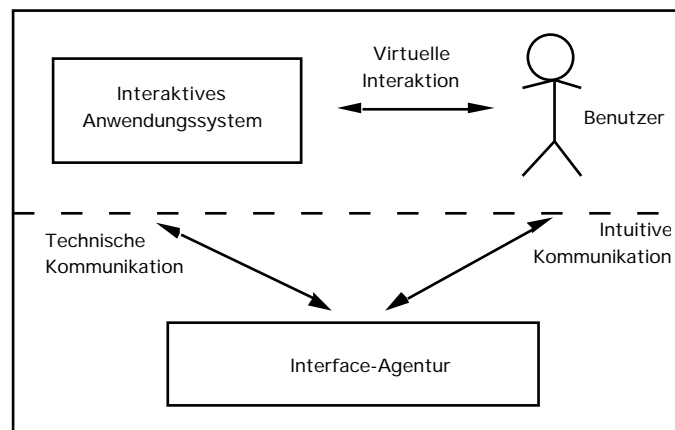 Virtuelle
Interaktion
Interaktives
Anwendungssystem
Benutzer
Technische
Kommunikation
Intuitive
Kommunikation
Interface-Agentur